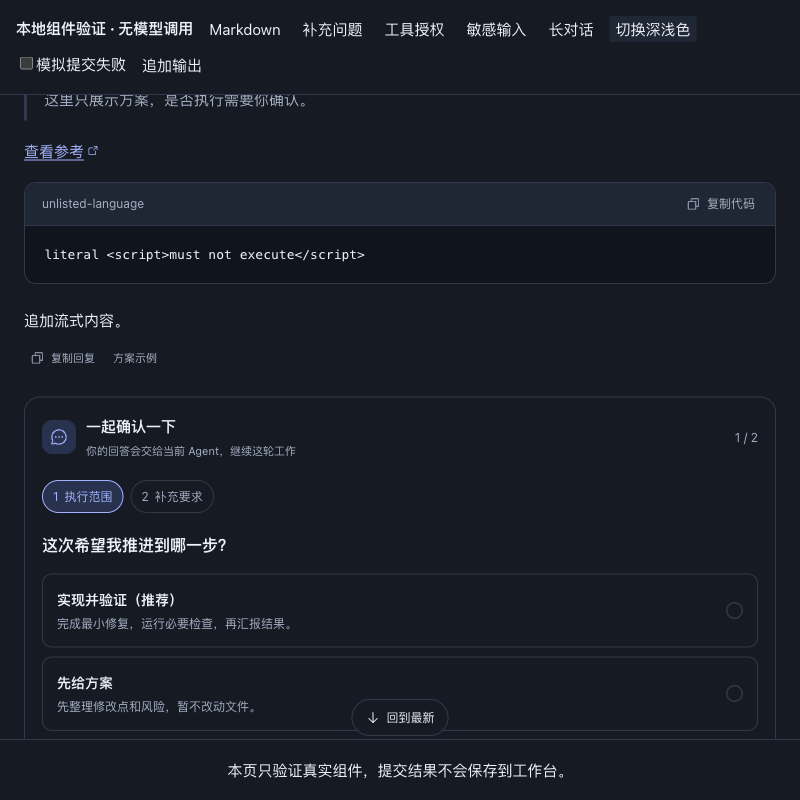 本地组件验证 · 无模型调用 Markdown 补充问题 工具授权 敏感输入 长对话 切换深浅色
模拟提交失败 追加输出
这里只展示方案，是否执行需要你确认。
查看参考
unlisted-language 复制代码
literal <script>must not execute</script>
追加流式内容。
复制回复 方案示例
一起确认一下
你的回答会交给当前 Agent，继续这轮工作
1 / 2
1 执行范围 2 补充要求
这次希望我推进到哪一步？
实现并验证（推荐）
完成最小修复，运行必要检查，再汇报结果。
先给方案
先整理修改点和风险，暂不改动文件。
回到最新
本页只验证真实组件，提交结果不会保存到工作台。